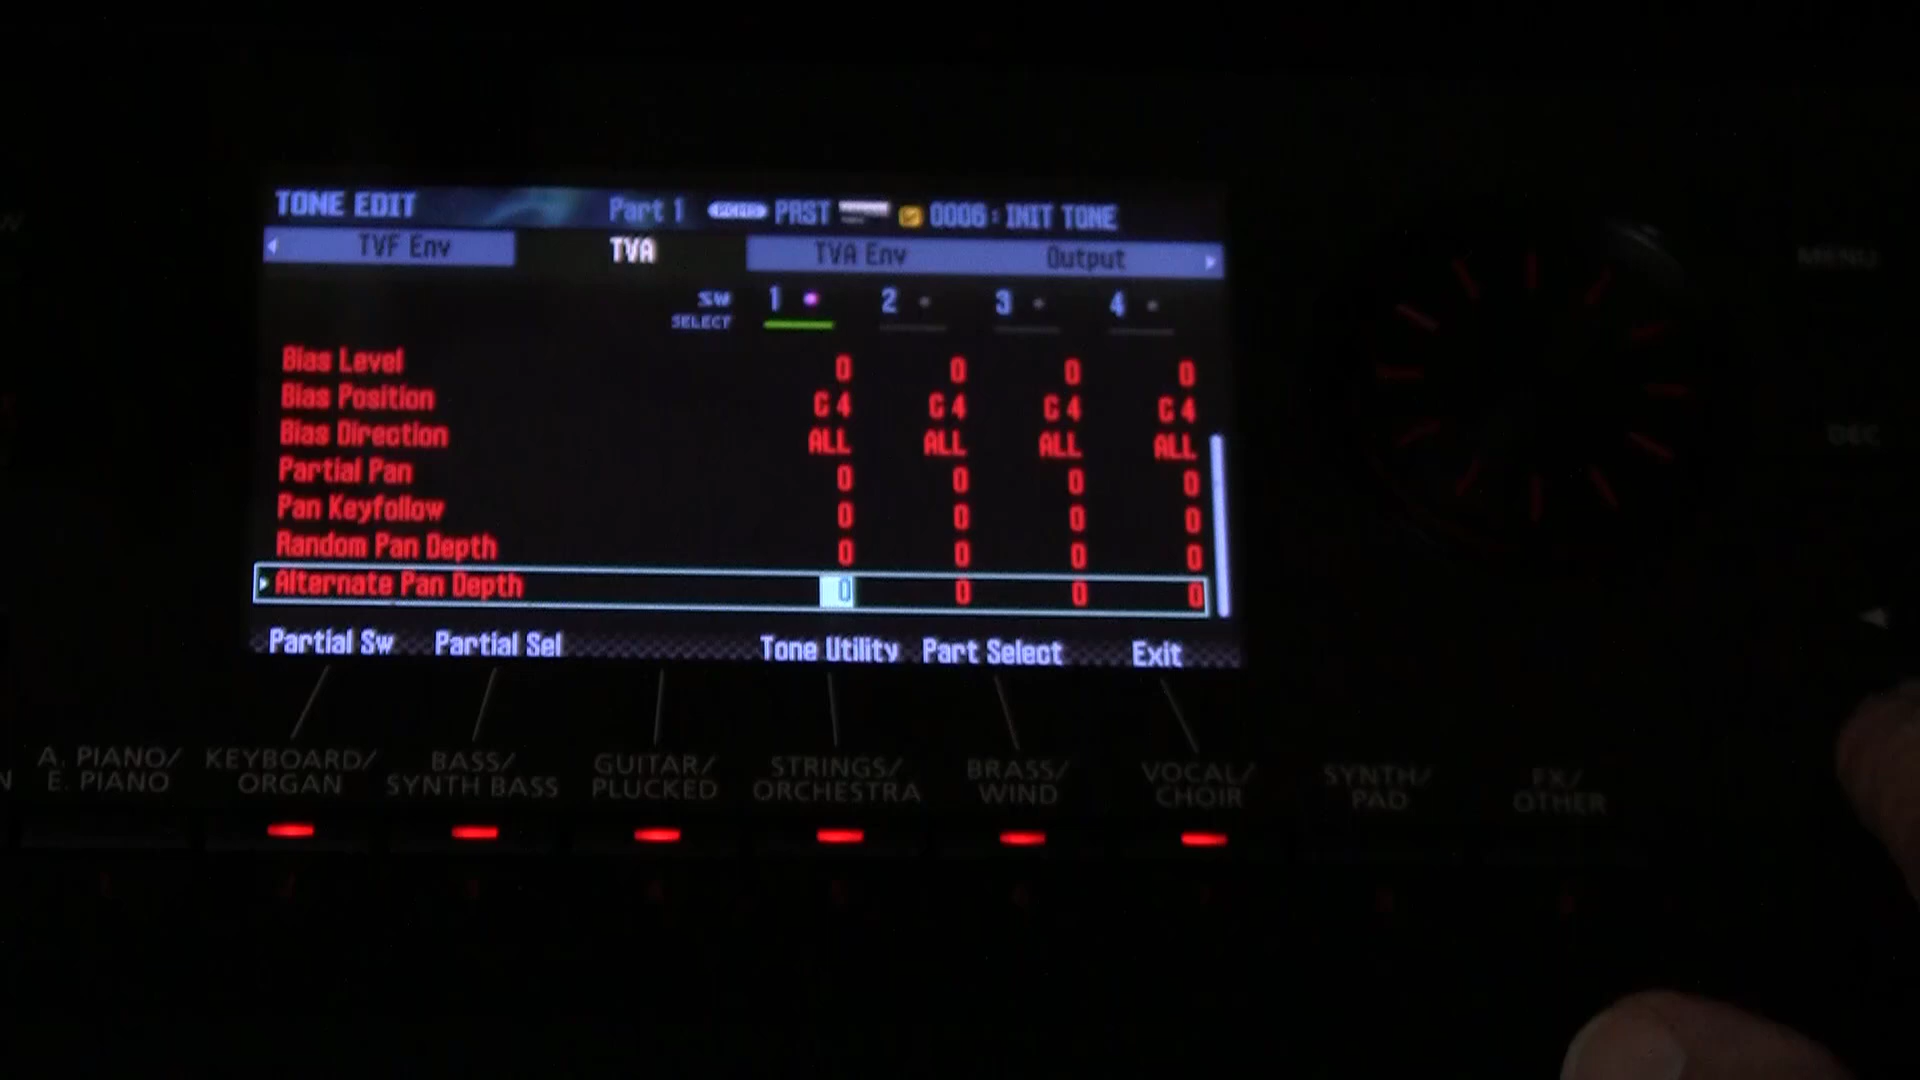 TONE EDIT Part 1 PCMS PRST 0006: INIT TONE
TVF Env TVA TVA Env Output
SW 1 2 3 4
SELECT
Bias Level 0 0 0 0
Bias Position C 4 C 4 C 4 C 4
Bias Direction ALL ALL ALL ALL
Partial Pan 0 0 0 0
Pan Keyfollow 0 0 0 0
Random Pan Depth 0 0 0 0
Alternate Pan Depth 0 0 0 0
Partial Sw Partial Sel Tone Utility Part Select Exit
A. PIANO/
E. PIANO
KEYBOARD/
ORGAN
BASS/
SYNTH BASS
GUITAR/
PLUCKED
STRINGS/
ORCHESTRA
BRASS/
WIND
VOCAL/
CHOIR
SYNTH/
PAD
FX/
OTHER
MENU
DEC